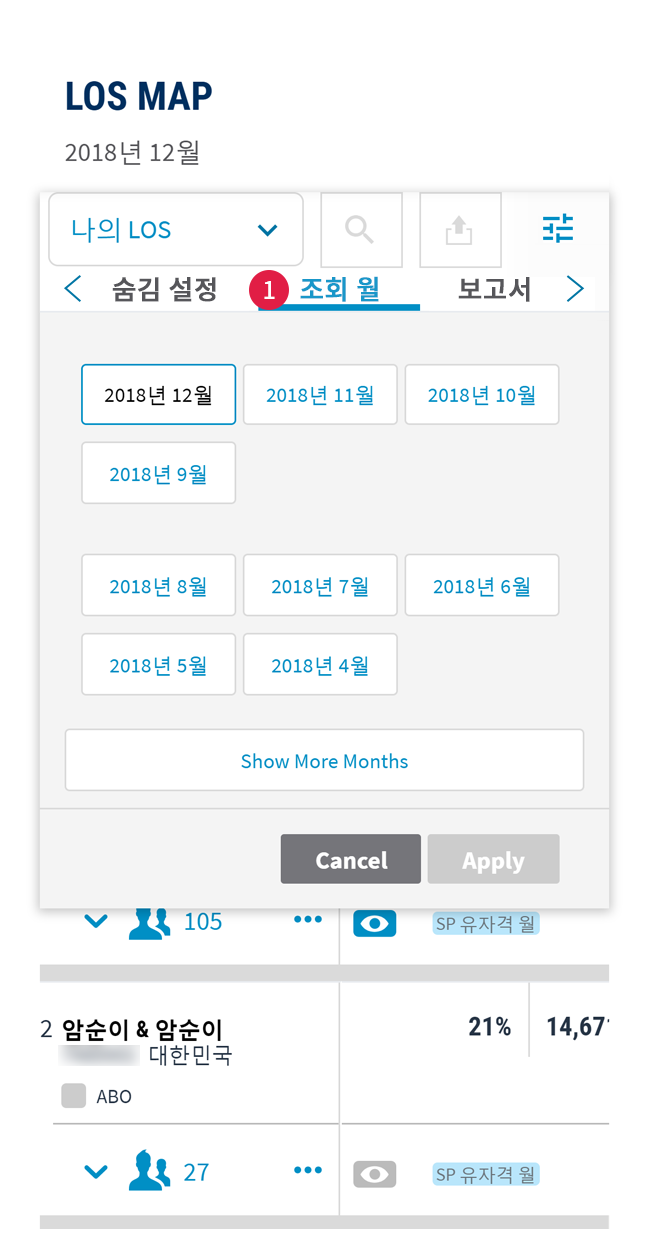 LOS MAP
2018년 12월
나의 LOS
숨김 설정 1 조회 월 보고서
2018년 12월 2018년 11월 2018년 10월
2018년 9월
2018년 8월 2018년 7월 2018년 6월
2018년 5월 2018년 4월
Show More Months
Cancel Apply
105 SP 유자격 월
2 암순이 & 암순이 21% 14,67
대한민국
ABO
27 SP 유자격 월